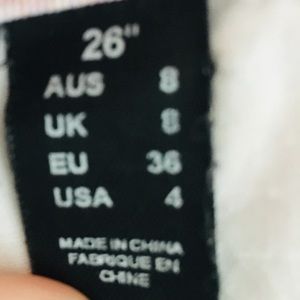 26"
AUS 8
UK 8
EU 36
USA 4
MADE IN CHINA
FABRIQUE EN
CHINE